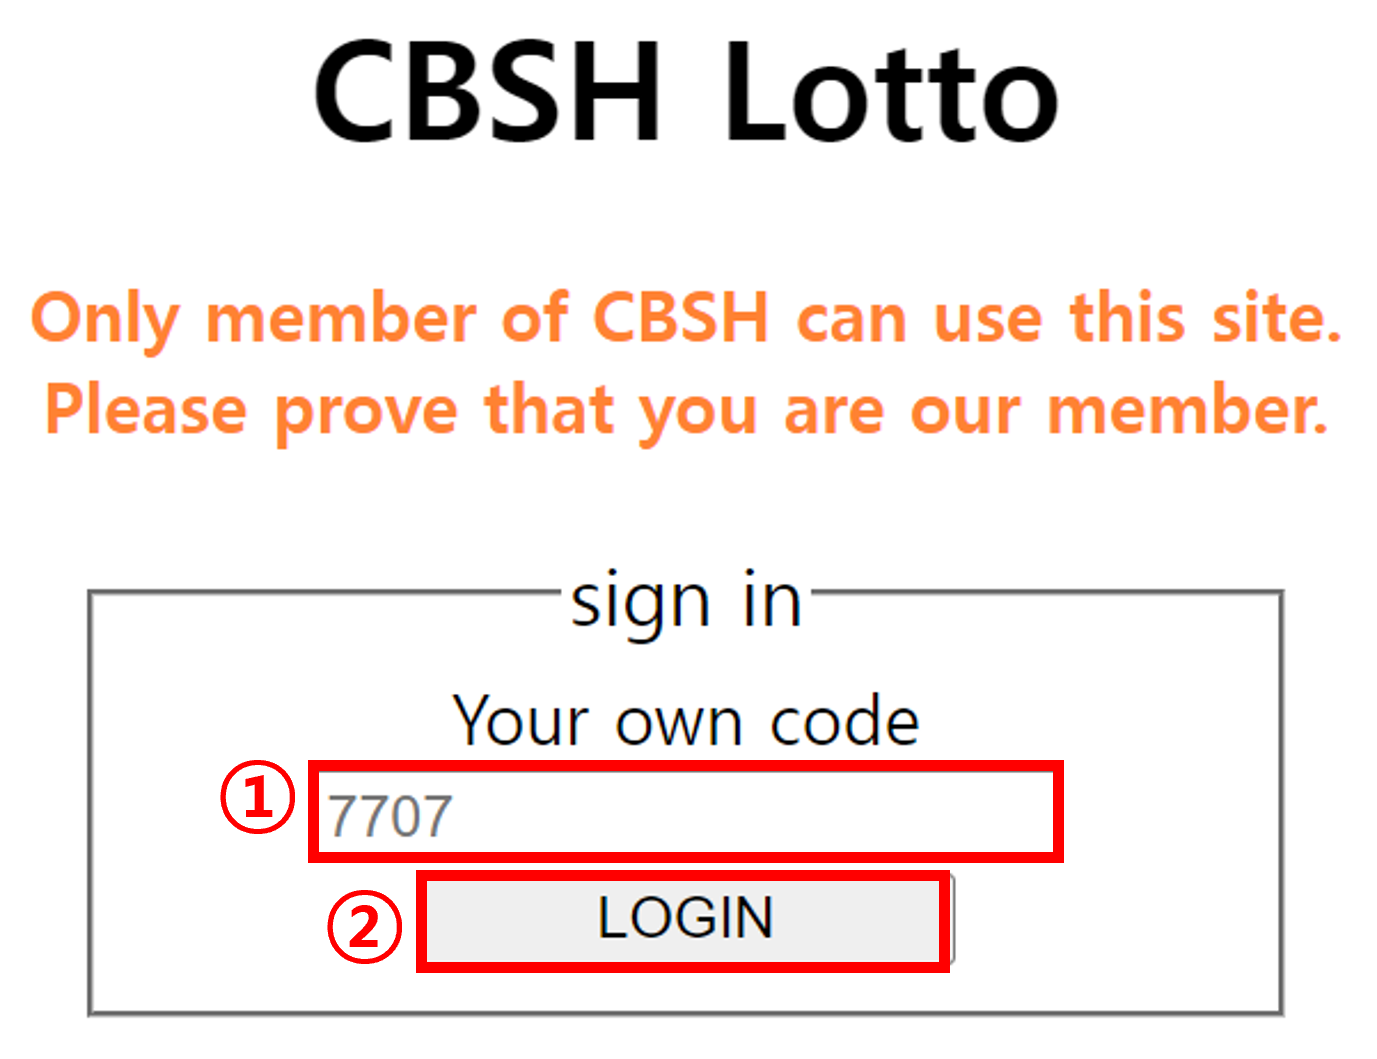 CBSH Lotto
Only member of CBSH can use this site.
Please prove that you are our member.
sign in
Your own code
① 7707
② LOGIN